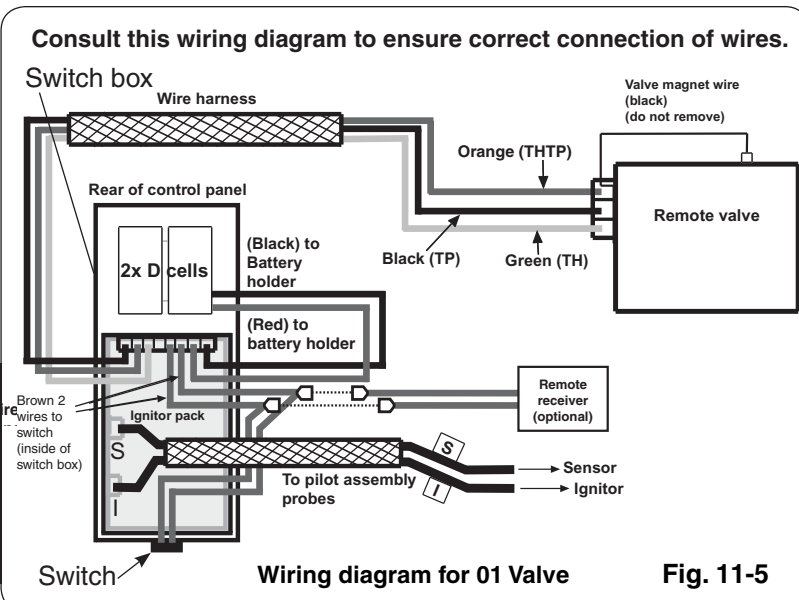 Consult this wiring diagram to ensure correct connection of wires.
Switch box
Wire harness
Valve magnet wire
(black)
(do not remove)
Orange (THTP)
Rear of control panel
Remote valve
2x D cells
(Black) to
Battery
holder
Black (TP)
Green (TH)
(Red) to
battery holder
Brown 2
wires to
switch
(inside of
switch box)
Ignitor pack
Remote
receiver
(optional)
S
I
S
I
Sensor
Ignitor
To pilot assembly
probes
Switch
Wiring diagram for 01 Valve
Fig. 11-5